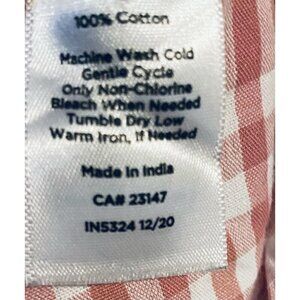 100% Cotton
Machine Wash Cold
Gentle Cycle
Only Non-Chlorine
Bleach When Needed
Tumble Dry Low
Warm Iron, If Needed
Made in India
CA# 23147
IN5324 12/20